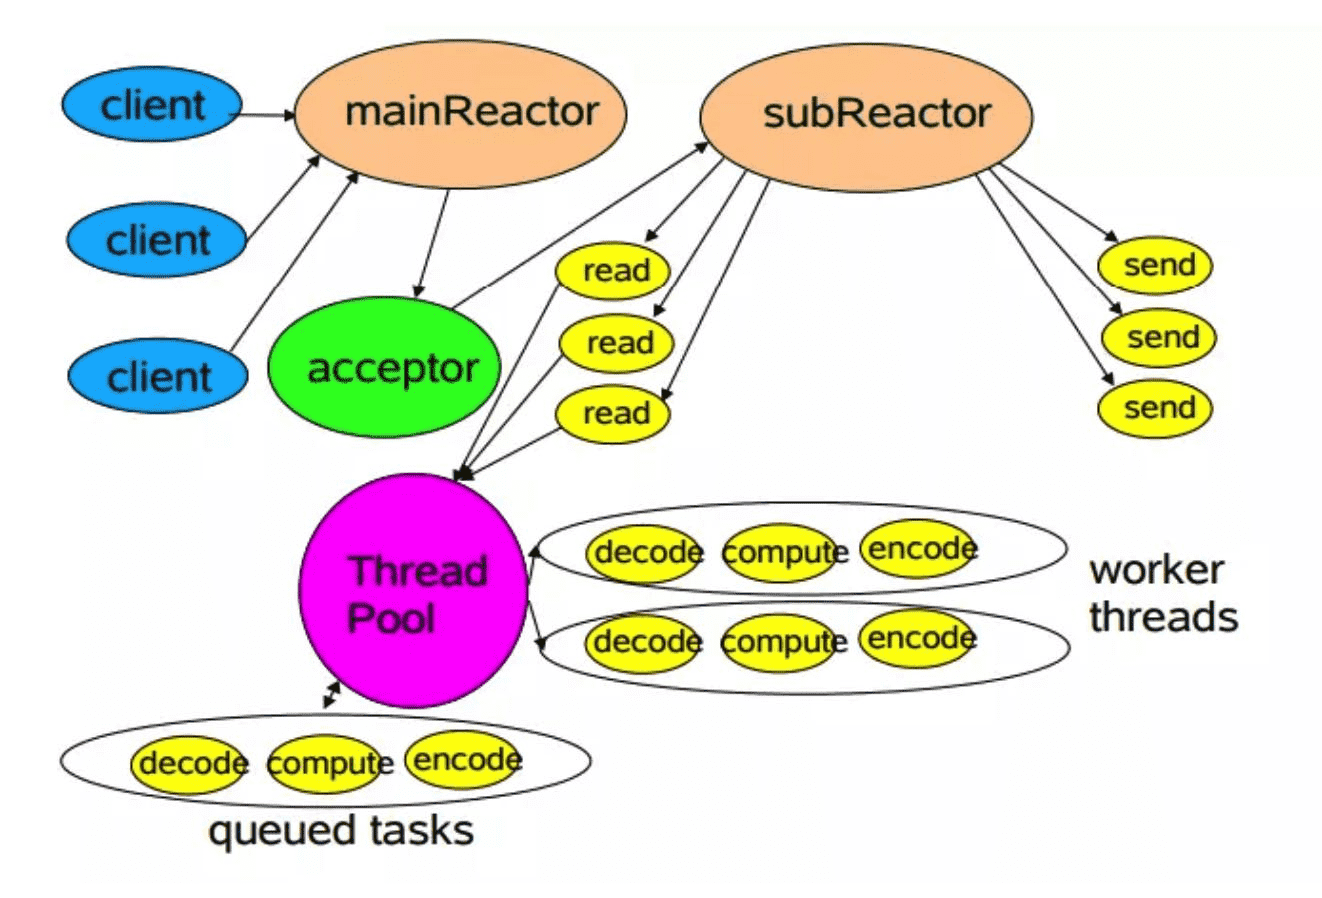 client
mainReactor
subReactor
client
client
acceptor
read
read
read
send
send
send
Thread
Pool
decode compute encode
decode compute encode
worker
threads
decode compute encode
queued tasks